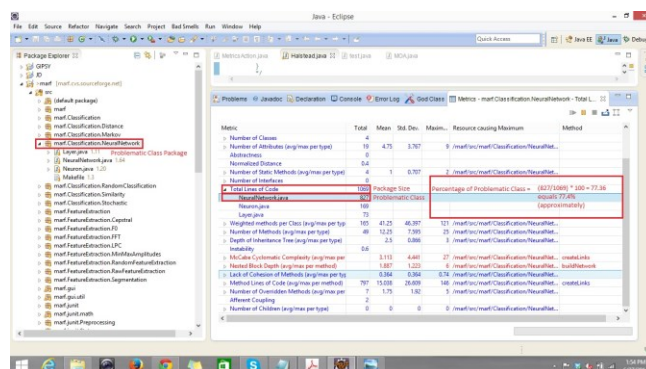 Java - Eclipse
File Edit Source Refactor Navigate Search Project Bad Smells Run Window Help
Quick Access
Java EE
Java
Debug
Package Explorer
GIPSY
marf [marf.cvs.sourceforge.net]
src
(default package)
marf
marf.Classification
marf.Classification.Distance
marf.Classification.Markov
marf.Classification.NeuralNetwork
Layer.java 1.11
Problematic Class Package
NeuralNetwork.java 1.64
Neuron.java 1.20
Makefile 1.3
marf.Classification.RandomClassification
marf.Classification.Similarity
marf.Classification.Stochastic
marf.FeatureExtraction
marf.FeatureExtraction.Cepstral
marf.FeatureExtraction.F0
marf.FeatureExtraction.FFT
marf.FeatureExtraction.LPC
marf.FeatureExtraction.MinMaxAmplitudes
marf.FeatureExtraction.RandomFeatureExtraction
marf.FeatureExtraction.RawFeatureExtraction
marf.FeatureExtraction.Segmentation
marf.gui
marf.gui.util
marf.junit
marf.junit.math
marf.junit.Preprocessing
MetricsAction.java
Halstead.java
test.java
MOA.java
Problems Javadoc Declaration Console Error Log God Class Metrics - marf.Classification.NeuralNetwork - Total L...
Metric Total Mean Std. Dev. Maxim... Resource causing Maximum Method
Number of Classes 4
Number of Attributes (avg/max per type) 19 4.75 3.767 9 /marf/src/marf/Classification/NeuralNet...
Abstractness 0
Normalized Distance 0.4
Number of Static Methods (avg/max per type) 4 1 0.707 2 /marf/src/marf/Classification/NeuralNet...
Number of Interfaces 0
Total Lines of Code 1069 Package Size
NeuralNetwork.java 827 Problematic Class
Neuron.java 169
Layer.java 73
Percentage of Problematic Class = (827/1069) * 100 = 77.36
equals 77.4%
(approximately)
Weighted methods per Class (avg/max per typ 165 41.25 46.397 121 /marf/src/marf/Classification/NeuralNet...
Number of Methods (avg/max per type) 49 12.25 7.595 25 /marf/src/marf/Classification/NeuralNet...
Depth of Inheritance Tree (avg/max per type) 2.5 0.866 3 /marf/src/marf/Classification/NeuralNet...
Instability 0.6
McCabe Cyclomatic Complexity (avg/max per 3.113 4.441 27 /marf/src/marf/Classification/NeuralNet... createLinks
Nested Block Depth (avg/max per method) 1.887 1.223 6 /marf/src/marf/Classification/NeuralNet... buildNetwork
Lack of Cohesion of Methods (avg/max per typ 0.364 0.364 0.74 /marf/src/marf/Classification/NeuralNet...
Method Lines of Code (avg/max per method) 797 15.038 26.609 148 /marf/src/marf/Classification/NeuralNet... createLinks
Number of Overridden Methods (avg/max per 7 1.75 1.92 5 /marf/src/marf/Classification/NeuralNet...
Afferent Coupling 2
Number of Children (avg/max per type) 0 0 0 0 /marf/src/marf/Classification/NeuralNet...
1:54 PM